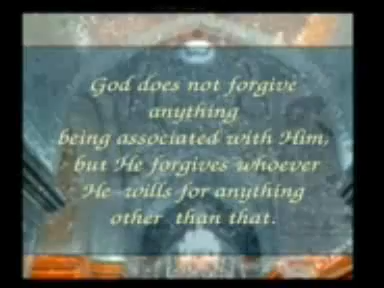 God does not forgive
anything
being associated with Him,
but He forgives whoever
He wills for anything
other than that.